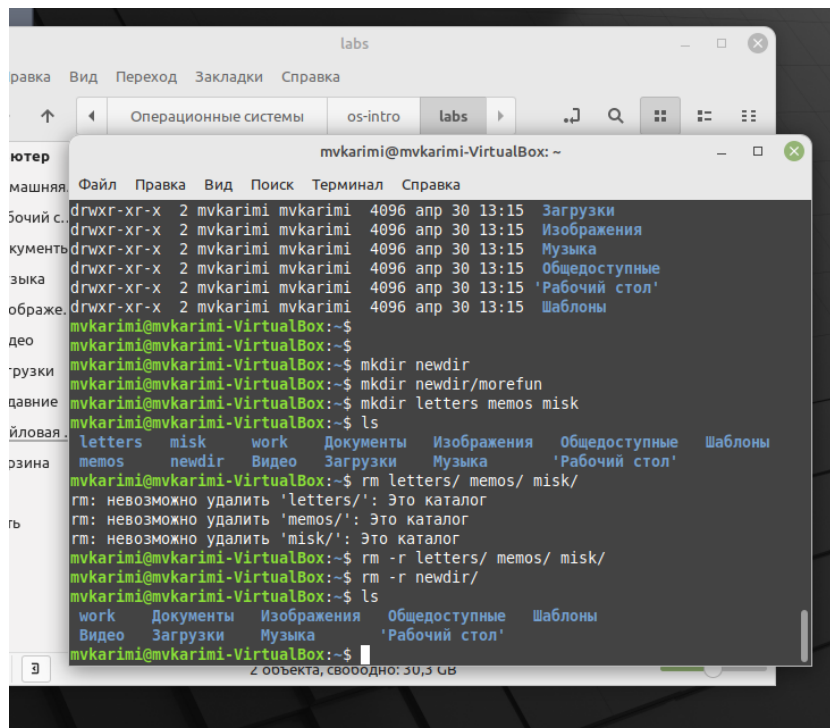 labs
равка Вид Переход Закладки Справка
Операционные системы os-intro labs
ютер
машняя.
бочий с..
кументь
зыка
ображе.
део
грузки
давние
йловая .
рзина
ть
mvkarimi@mvkarimi-VirtualBox: ~
Файл Правка Вид Поиск Терминал Справка
drwxr-xr-x 2 mvkarimi mvkarimi 4096 апр 30 13:15 Загрузки
drwxr-xr-x 2 mvkarimi mvkarimi 4096 апр 30 13:15 Изображения
drwxr-xr-x 2 mvkarimi mvkarimi 4096 апр 30 13:15 Музыка
drwxr-xr-x 2 mvkarimi mvkarimi 4096 апр 30 13:15 Общедоступные
drwxr-xr-x 2 mvkarimi mvkarimi 4096 апр 30 13:15 'Рабочий стол'
drwxr-xr-x 2 mvkarimi mvkarimi 4096 апр 30 13:15 Шаблоны
mvkarimi@mvkarimi-VirtualBox:~$
mvkarimi@mvkarimi-VirtualBox:~$
mvkarimi@mvkarimi-VirtualBox:~$ mkdir newdir
mvkarimi@mvkarimi-VirtualBox:~$ mkdir newdir/morefun
mvkarimi@mvkarimi-VirtualBox:~$ mkdir letters memos misk
mvkarimi@mvkarimi-VirtualBox:~$ ls
letters misk work Документы Изображения Общедоступные Шаблоны
memos newdir Видео Загрузки Музыка 'Рабочий стол'
mvkarimi@mvkarimi-VirtualBox:~$ rm letters/ memos/ misk/
rm: невозможно удалить 'letters/': Это каталог
rm: невозможно удалить 'memos/': Это каталог
rm: невозможно удалить 'misk/': Это каталог
mvkarimi@mvkarimi-VirtualBox:~$ rm -r letters/ memos/ misk/
mvkarimi@mvkarimi-VirtualBox:~$ rm -r newdir/
mvkarimi@mvkarimi-VirtualBox:~$ ls
work Документы Изображения Общедоступные Шаблоны
Видео Загрузки Музыка 'Рабочий стол'
mvkarimi@mvkarimi-VirtualBox:~$
2 объекта, свободно: 30,3 GB